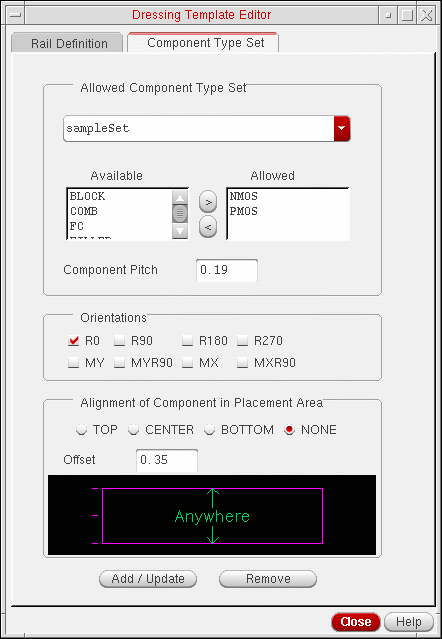 Dressing Template Editor
Rail Definition Component Type Set
Allowed Component Type Set
sampleSet
Available Allowed
BLOCK NMOS
COMB PMOS
FC
FILLER
Component Pitch 0.19
Orientations
R0 R90 R180 R270
MY MYR90 MX MXR90
Alignment of Component in Placement Area
TOP CENTER BOTTOM NONE
Offset 0.35
Anywhere
Add / Update Remove
Close Help